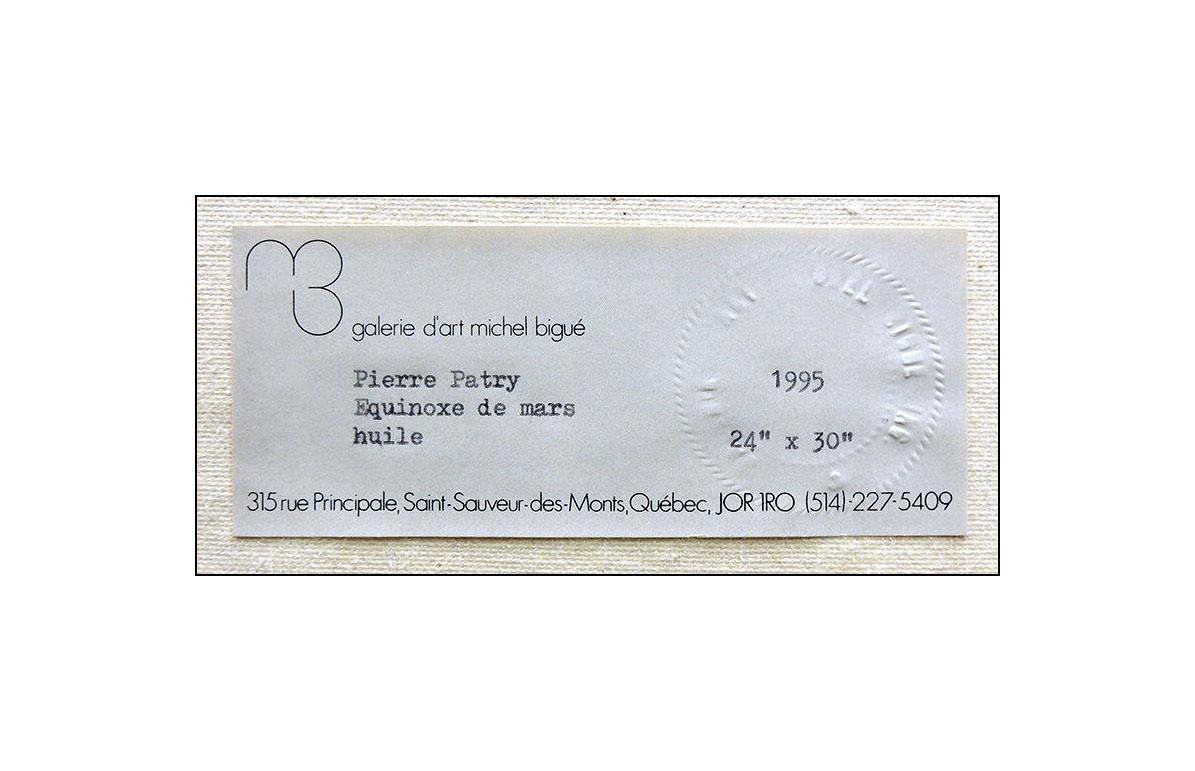 galerie d'art michel bigué
Pierre Patry
Equinoxe de mars
huile
1995
24" x 30"
315 rue Principale, Saint-Sauveur-des-Monts, Québec, JOR 1RO (514)-227-5409